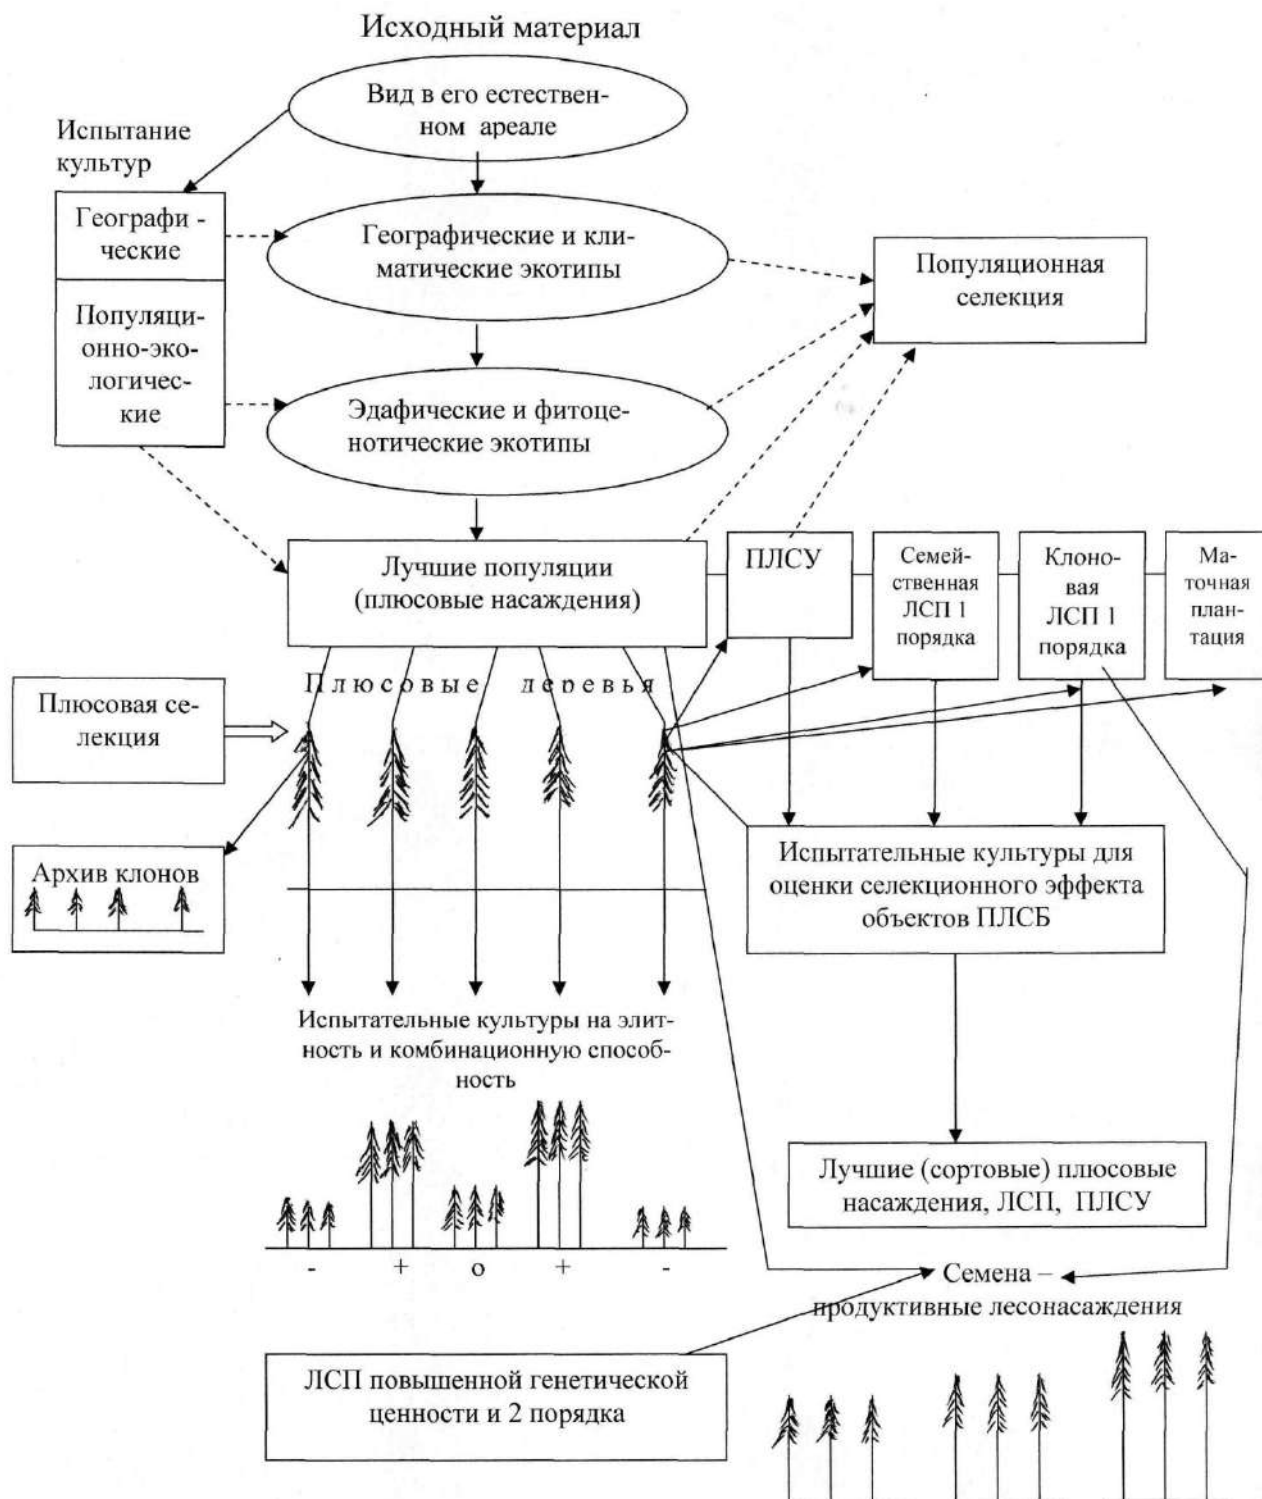 Исходный материал
Вид в его естествен-
ном ареале
Испытание
культур
Географи -
ческие
Географические и кли-
матические экотипы
Популяционная
селекция
Популяци-
онно-эко-
логичес-
кие
Эдафические и фитоце-
нотические экотипы
Лучшие популяции
(плюсовые насаждения)
ПЛСУ
Семей-
ственная
ЛСП 1
порядка
Клоно-
вая
ЛСП 1
порядка
Ма-
точная
план-
тация
Плюсовые деревья
Плюсовая се-
лекция
Архив клонов
Испытательные культуры для
оценки селекционного эффекта
объектов ПЛСБ
Испытательные культуры на элит-
ность и комбинационную способ-
ность
Лучшие (сортовые) плюсовые
насаждения, ЛСП, ПЛСУ
- + о + -
Семена –
продуктивные лесонасаждения
ЛСП повышенной генетической
ценности и 2 порядка